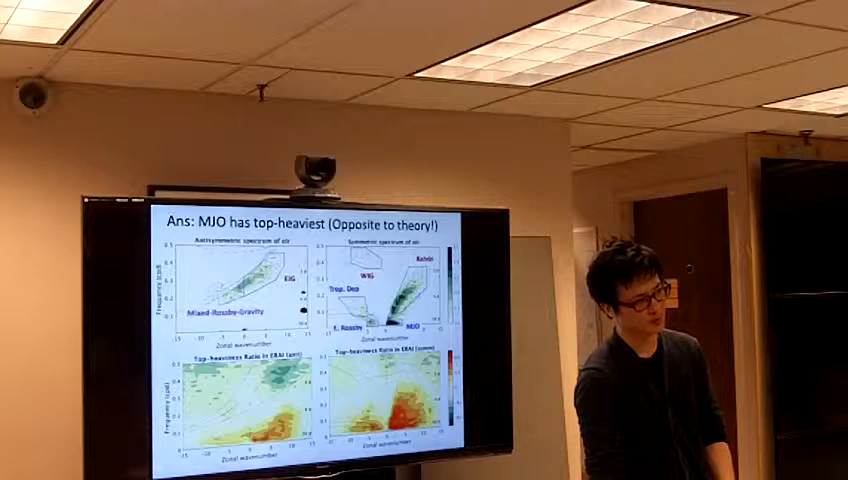 Ans: MJO has top-heaviest (Opposite to theory!)
Antisymmetric spectrum of olr
Symmetric spectrum of olr
Frequency (cpd)
EIG
WIG
Kelvin
Trop. Dep
Mixed-Rossby-Gravity
E. Rossby
MJO
Zonal wavenumber
Zonal wavenumber
Top-heaviness Ratio in ERAI
Top-heaviness Ratio in ERAI
Frequency (cpd)
Zonal wavenumber
Zonal wavenumber